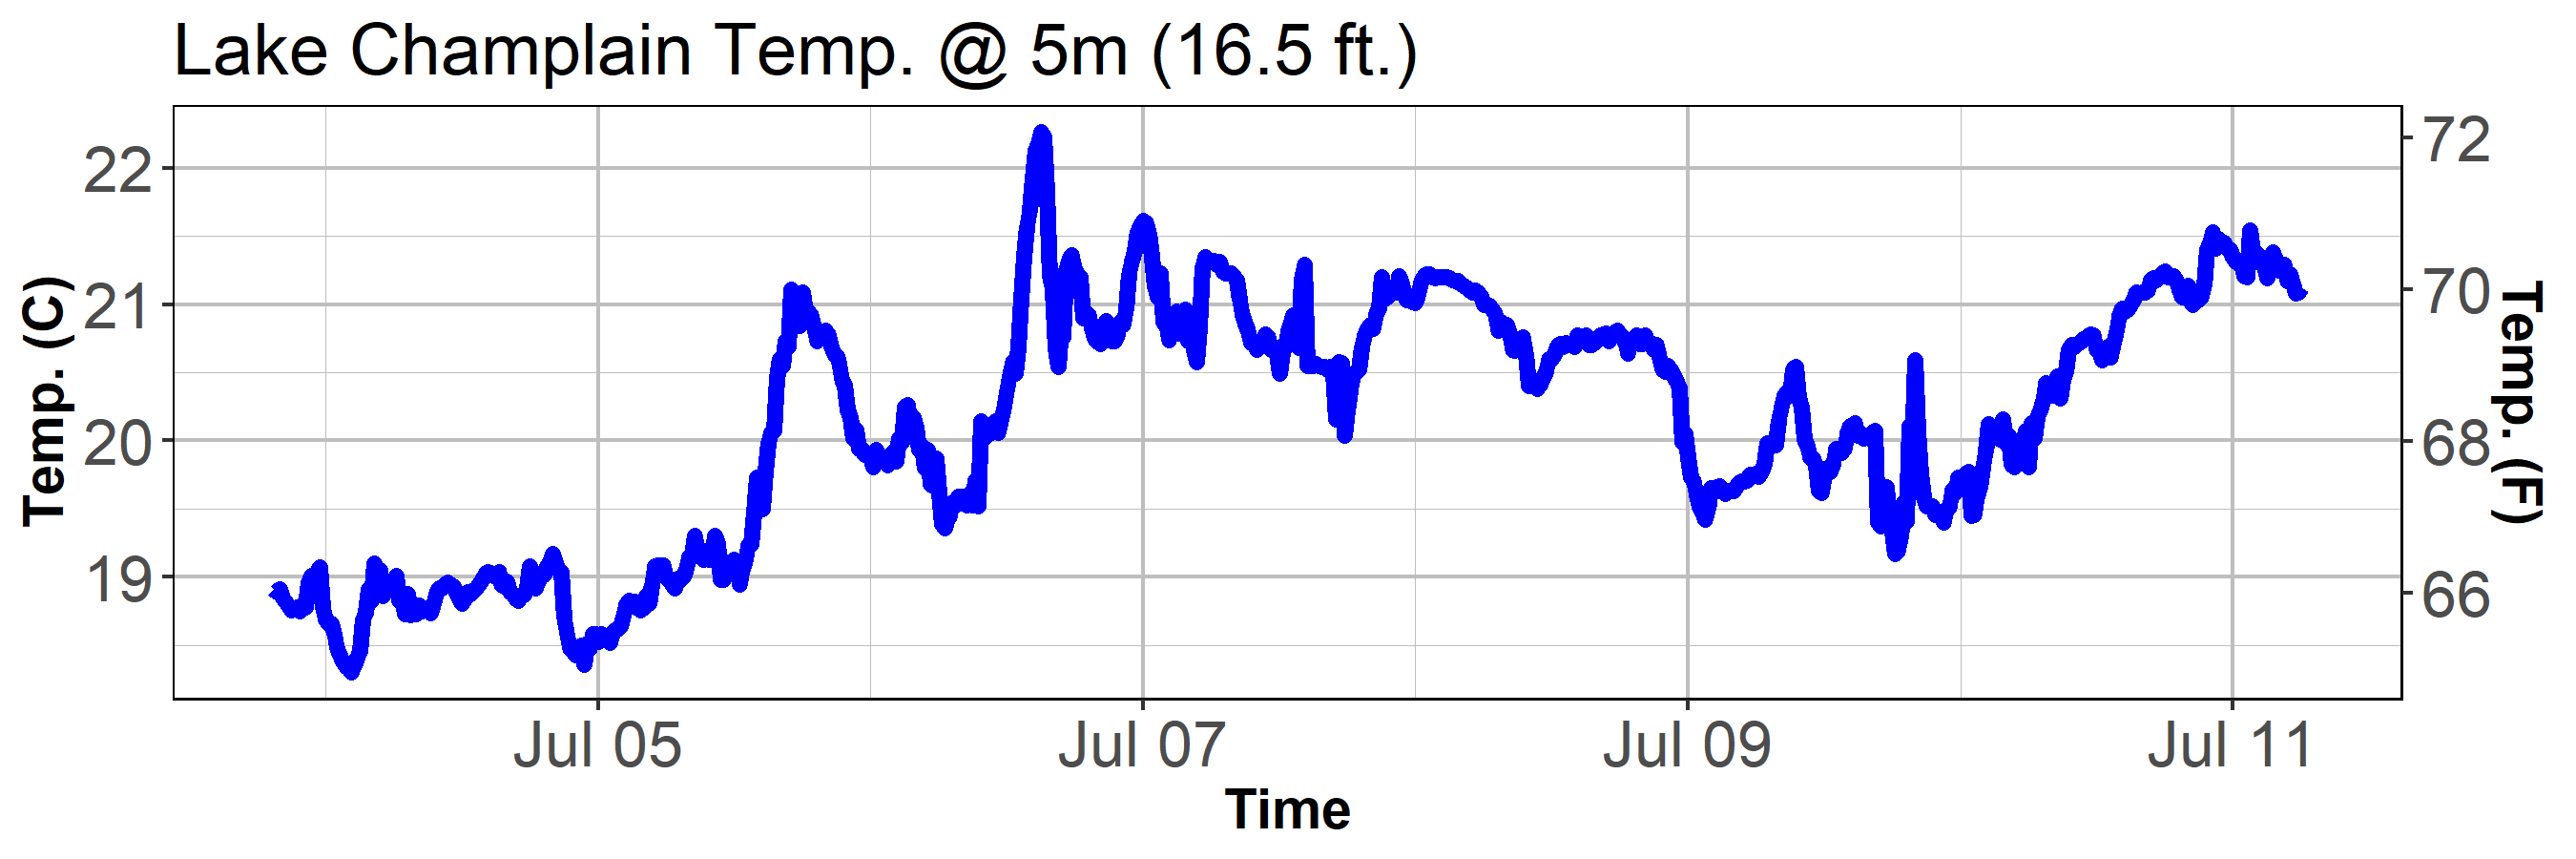 Lake Champlain Temp. @ 5m (16.5 ft.)
Temp. (C)
22
21
20
19
72
70
68
66
Temp. (F)
Jul 05 Jul 07 Jul 09 Jul 11
Time